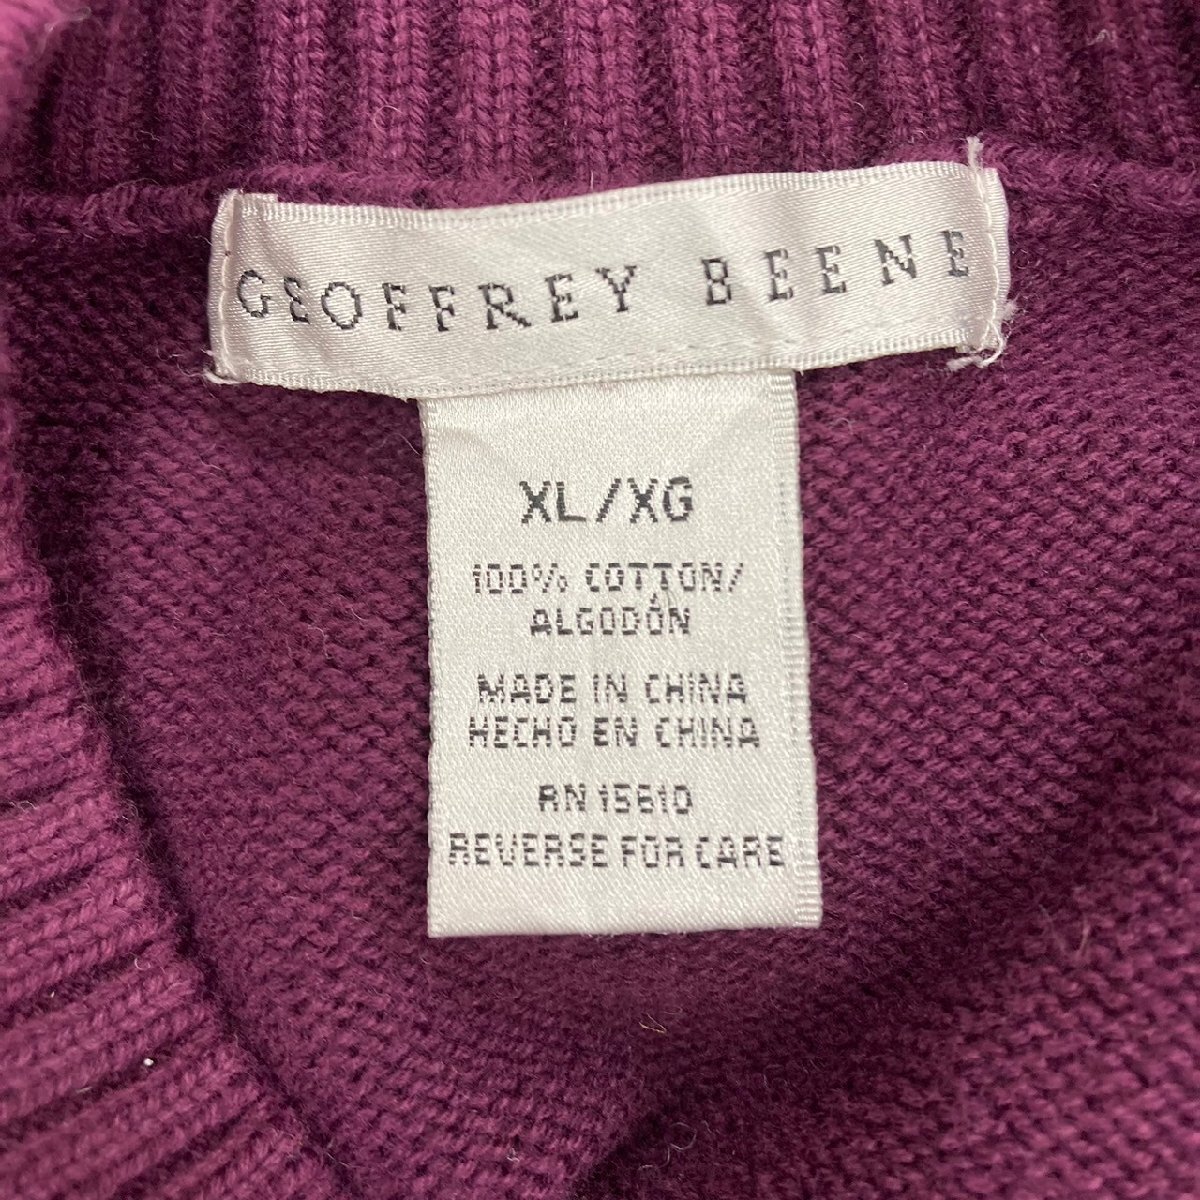 GEOFFREY BEENE
XL/XG
100% COTTON/
ALGODÓN
MADE IN CHINA
HECHO EN CHINA
RN 15610
REVERSE FOR CARE